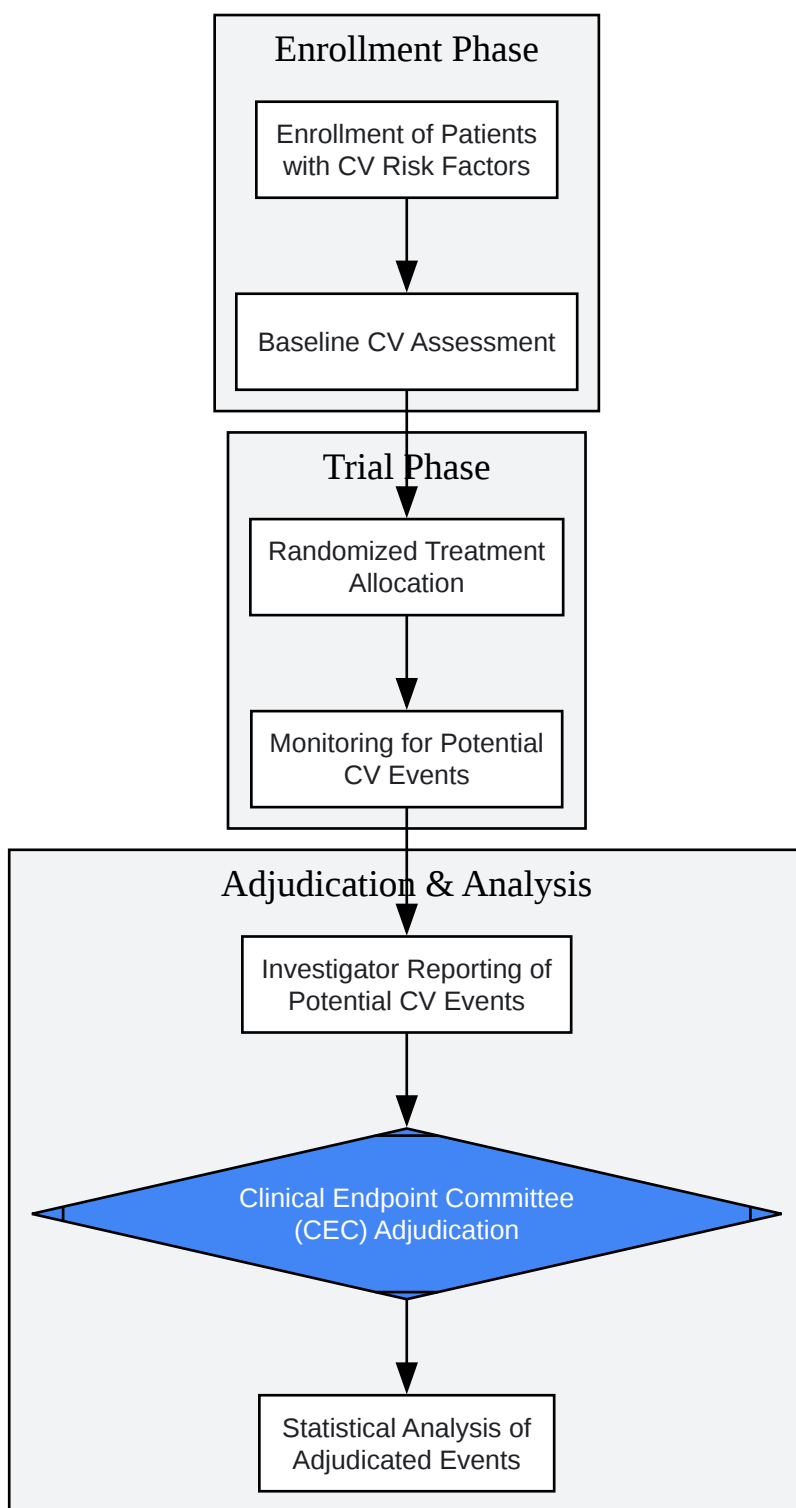 Enrollment Phase
Enrollment of Patients
with CV Risk Factors
Baseline CV Assessment
Trial Phase
Randomized Treatment
Allocation
Monitoring for Potential
CV Events
Adjudication & Analysis
Investigator Reporting of
Potential CV Events
Clinical Endpoint Committee
(CEC) Adjudication
Statistical Analysis of
Adjudicated Events